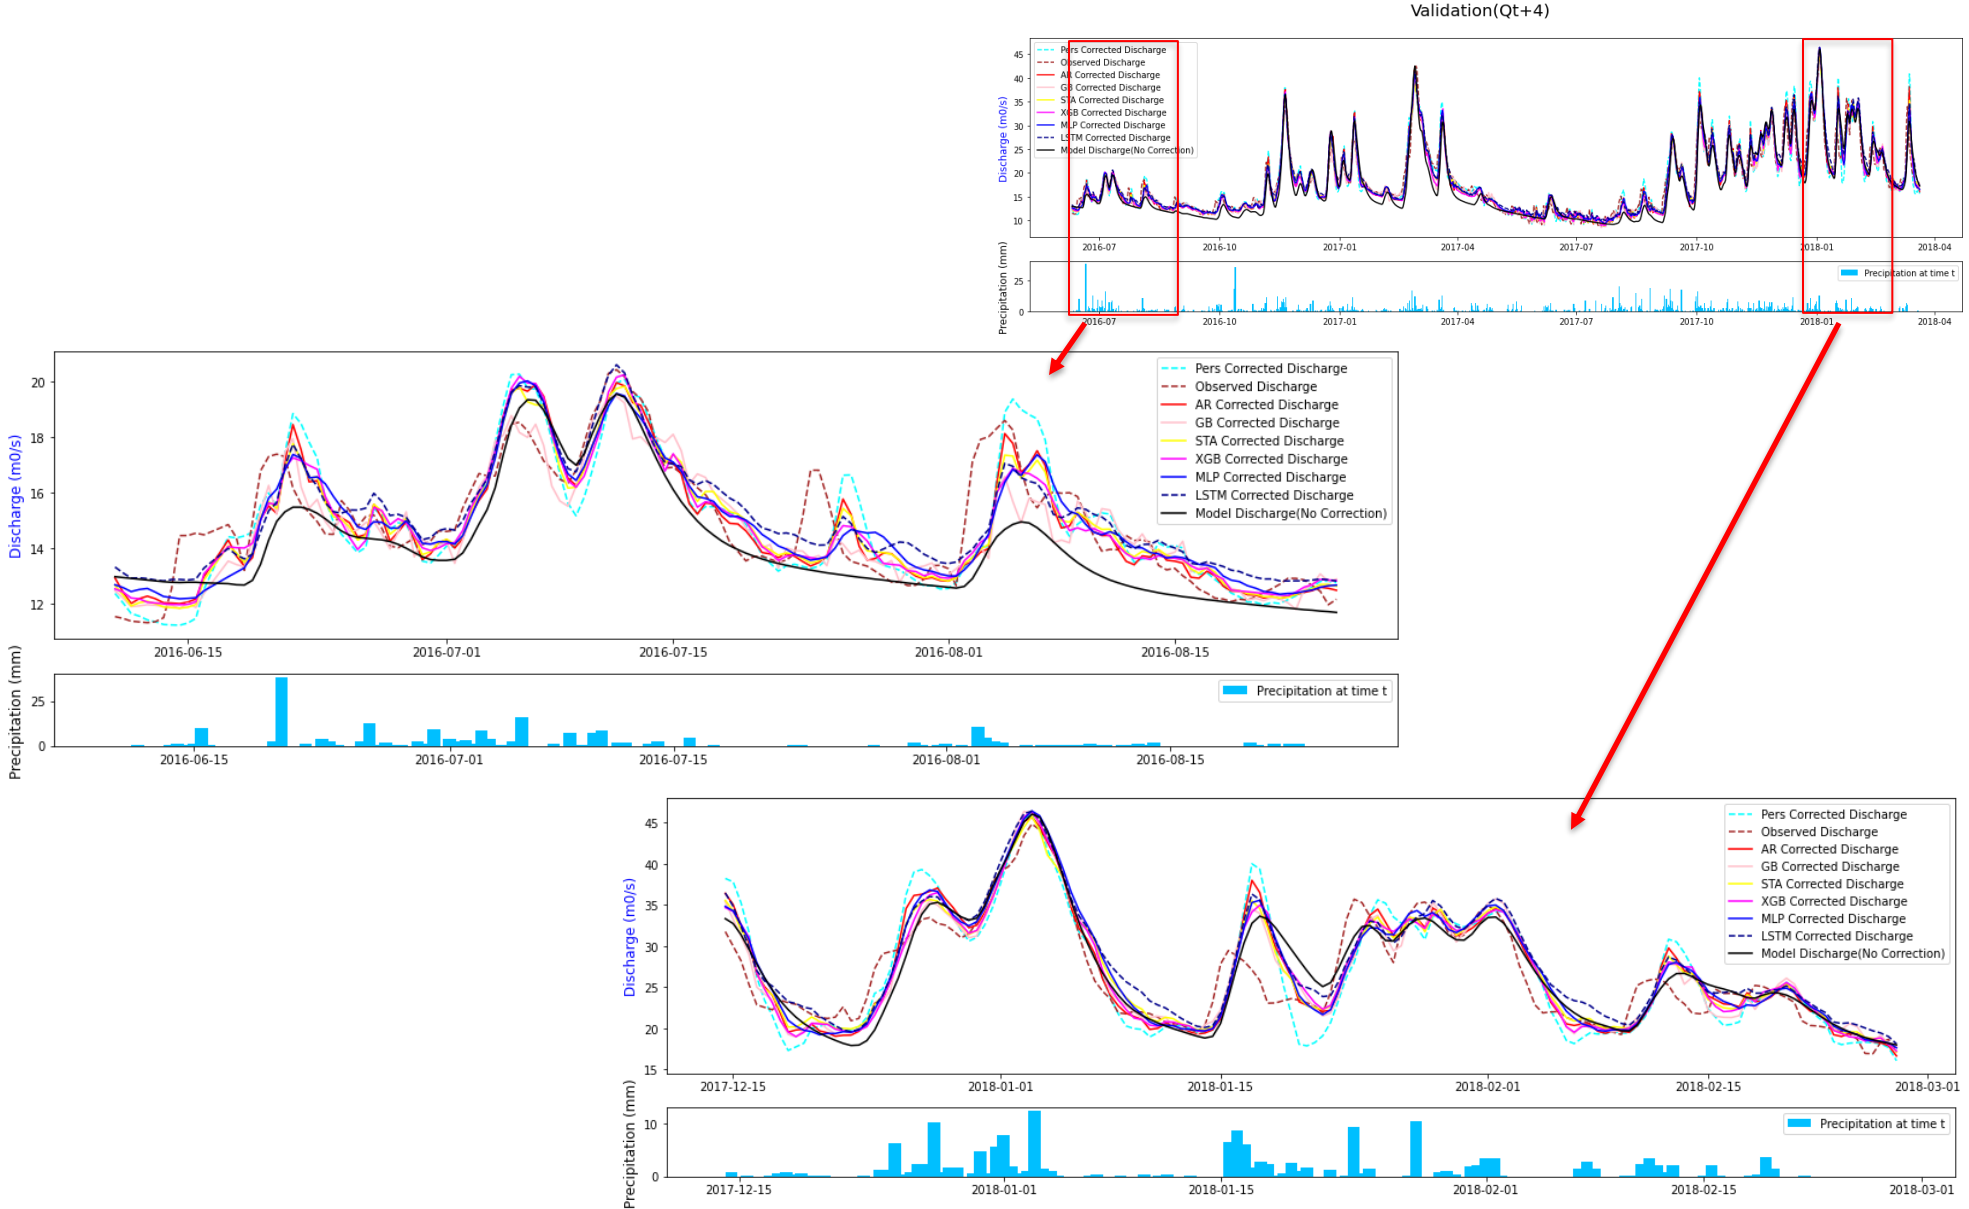 Validation(Qt+4)
Discharge (m0/s)
45
40
35
30
25
20
15
10
Pers Corrected Discharge
Observed Discharge
AR Corrected Discharge
GB Corrected Discharge
STA Corrected Discharge
XGB Corrected Discharge
MLP Corrected Discharge
LSTM Corrected Discharge
Model Discharge(No Correction)
2016-07 2016-10 2017-01 2017-04 2017-07 2017-10 2018-01 2018-04
Precipitation (mm)
25
0
Precipitation at time t
2016-07 2016-10 2017-01 2017-04 2017-07 2017-10 2018-01 2018-04
Discharge (m0/s)
20
18
16
14
12
Pers Corrected Discharge
Observed Discharge
AR Corrected Discharge
GB Corrected Discharge
STA Corrected Discharge
XGB Corrected Discharge
MLP Corrected Discharge
LSTM Corrected Discharge
Model Discharge(No Correction)
2016-06-15 2016-07-01 2016-07-15 2016-08-01 2016-08-15
Precipitation (mm)
25
0
Precipitation at time t
2016-06-15 2016-07-01 2016-07-15 2016-08-01 2016-08-15
Discharge (m0/s)
45
40
35
30
25
20
15
Pers Corrected Discharge
Observed Discharge
AR Corrected Discharge
GB Corrected Discharge
STA Corrected Discharge
XGB Corrected Discharge
MLP Corrected Discharge
LSTM Corrected Discharge
Model Discharge(No Correction)
2017-12-15 2018-01-01 2018-01-15 2018-02-01 2018-02-15 2018-03-01
Precipitation (mm)
10
0
Precipitation at time t
2017-12-15 2018-01-01 2018-01-15 2018-02-01 2018-02-15 2018-03-01